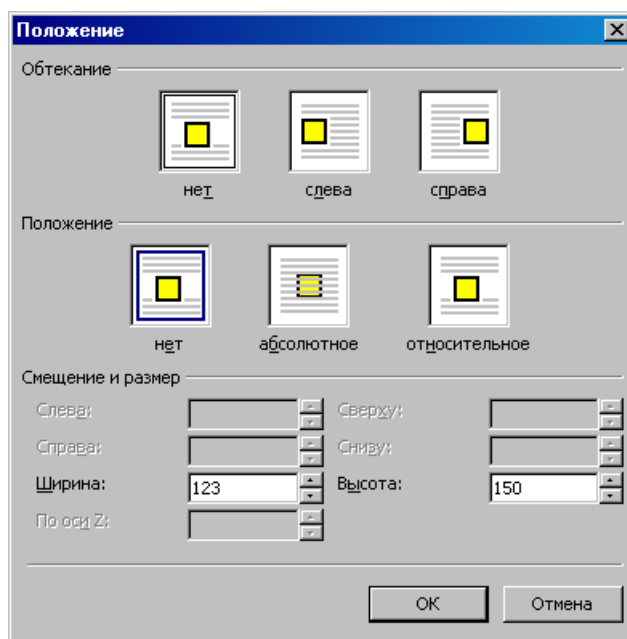 Положение
Обтекание
нет слева справа
Положение
нет абсолютное относительное
Смещение и размер
Слева: Сверху:
Справа: Снизу:
Ширина: 123 Высота: 150
По оси Z:
ОК Отмена